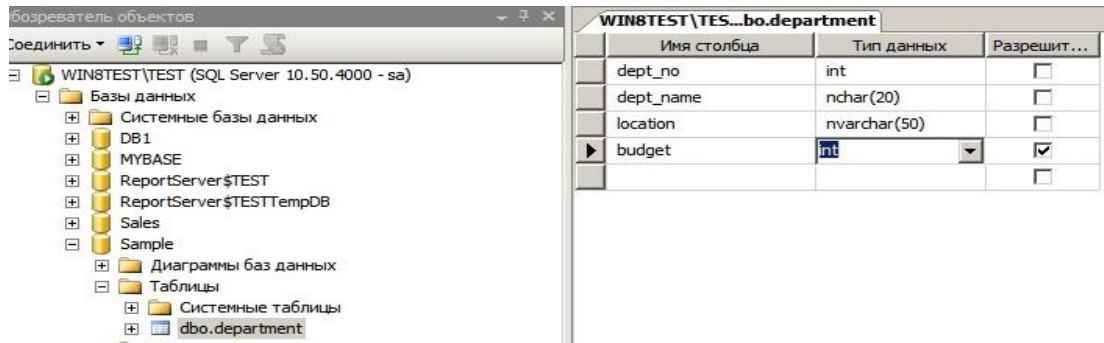 бозреватель объектов
Соединить
WIN8TEST\TEST (SQL Server 10.50.4000 - sa)
Базы данных
Системные базы данных
DB1
MYBASE
ReportServer$TEST
ReportServer$TESTTempDB
Sales
Sample
Диаграммы баз данных
Таблицы
Системные таблицы
dbo.department
WIN8TEST\TES...bo.department
Имя столбца Тип данных Разрешит...
dept_no int
dept_name nchar(20)
location nvarchar(50)
budget int